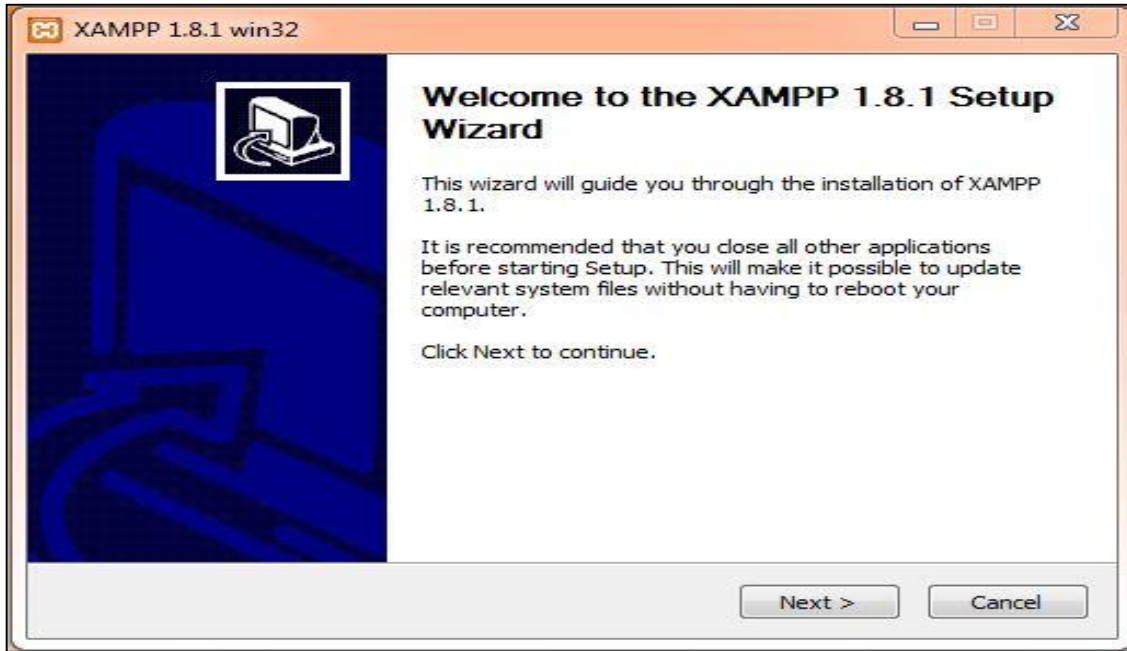 XAMPP 1.8.1 win32
Welcome to the XAMPP 1.8.1 Setup
Wizard
This wizard will guide you through the installation of XAMPP
1.8.1.
It is recommended that you close all other applications
before starting Setup. This will make it possible to update
relevant system files without having to reboot your
computer.
Click Next to continue.
Next >
Cancel